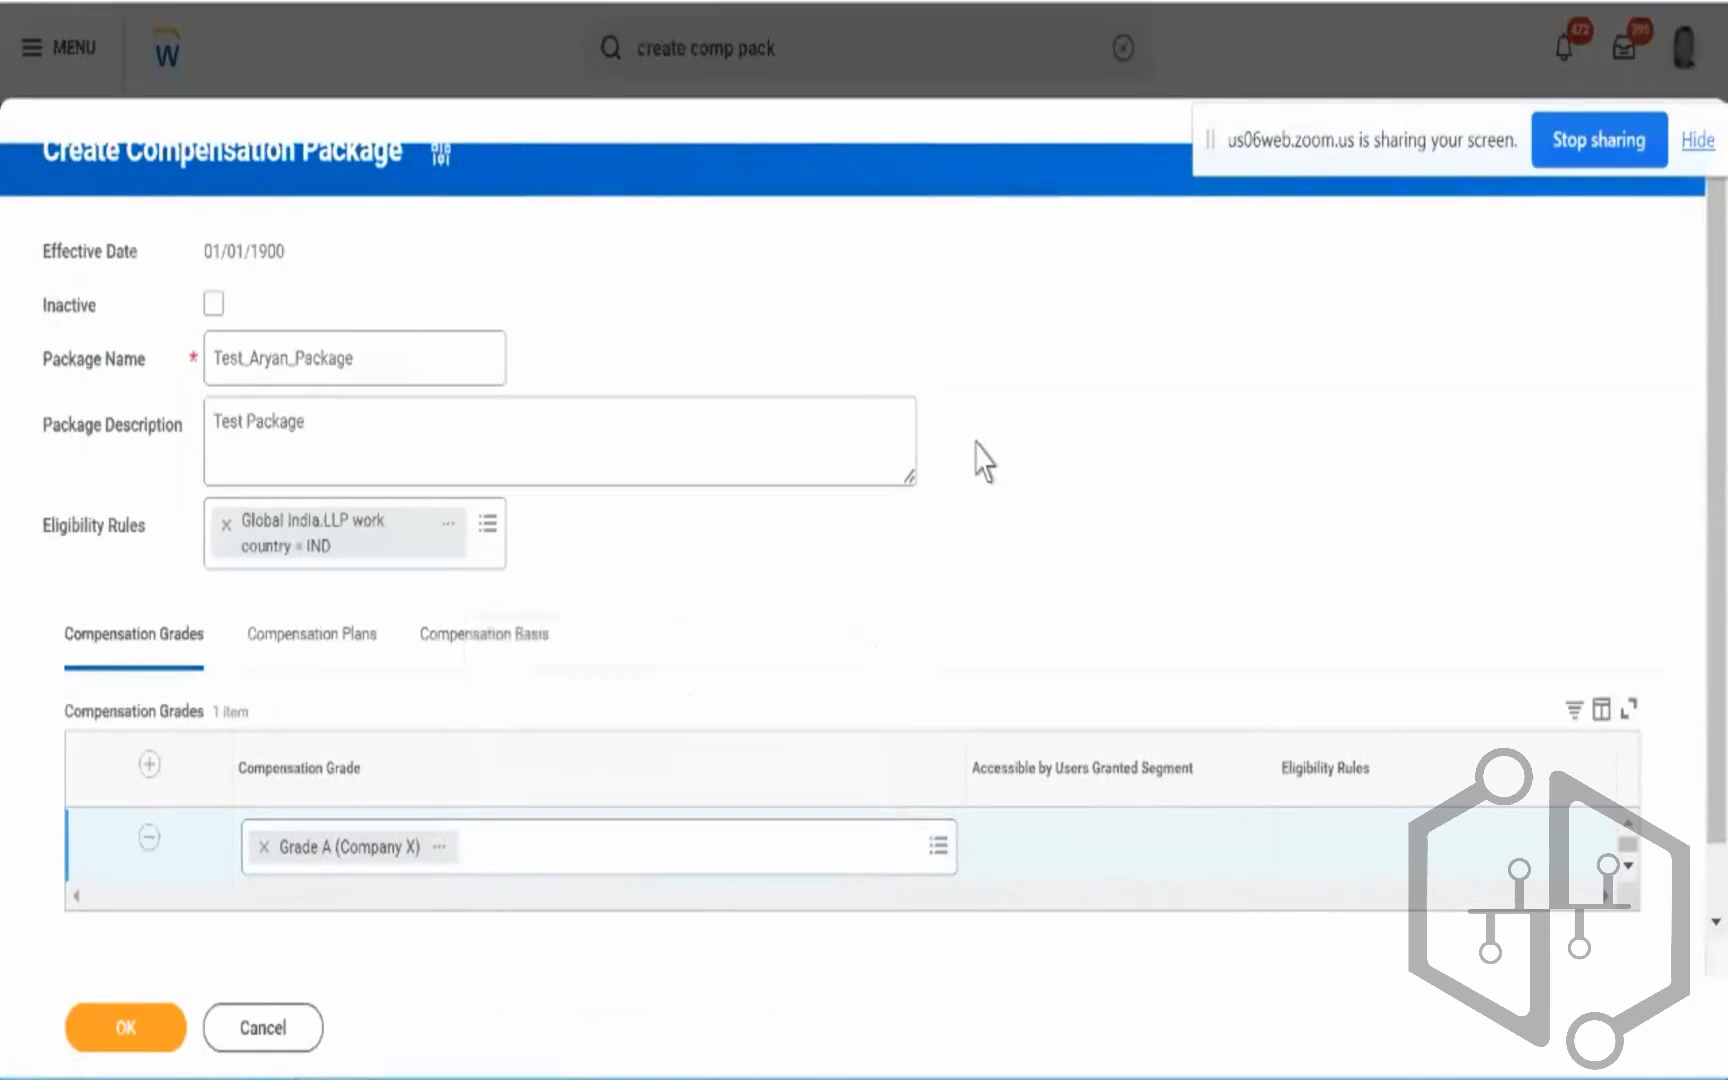 MENU
W
create comp pack
472
395
us06web.zoom.us is sharing your screen.
Stop sharing
Hide
Create Compensation Package
Effective Date
01/01/1900
Inactive
Package Name
*
Test_Aryan_Package
Package Description
Test Package
Eligibility Rules
Global India.LLP work
country = IND
Compensation Grades
Compensation Plans
Compensation Basis
Compensation Grades 1 item
Compensation Grade
Accessible by Users Granted Segment
Eligibility Rules
Grade A (Company X)
OK
Cancel